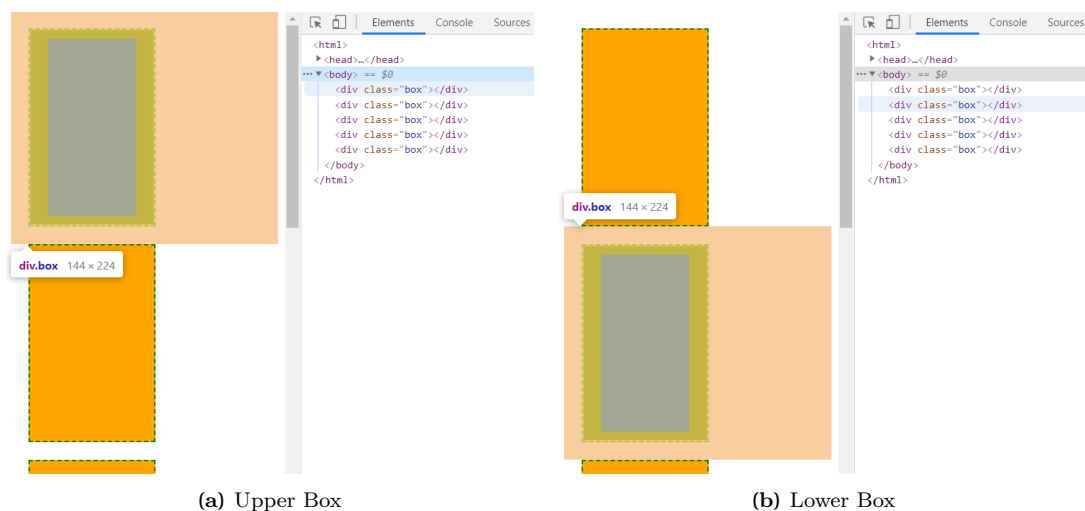 Elements Console Sources
<html>
<head>…</head>
<body> == $0
<div class="box"></div>
<div class="box"></div>
<div class="box"></div>
<div class="box"></div>
<div class="box"></div>
</body>
</html>
div.box 144 × 224
(a) Upper Box
Elements Console Sources
<html>
<head>…</head>
<body> == $0
<div class="box"></div>
<div class="box"></div>
<div class="box"></div>
<div class="box"></div>
<div class="box"></div>
</body>
</html>
div.box 144 × 224
(b) Lower Box